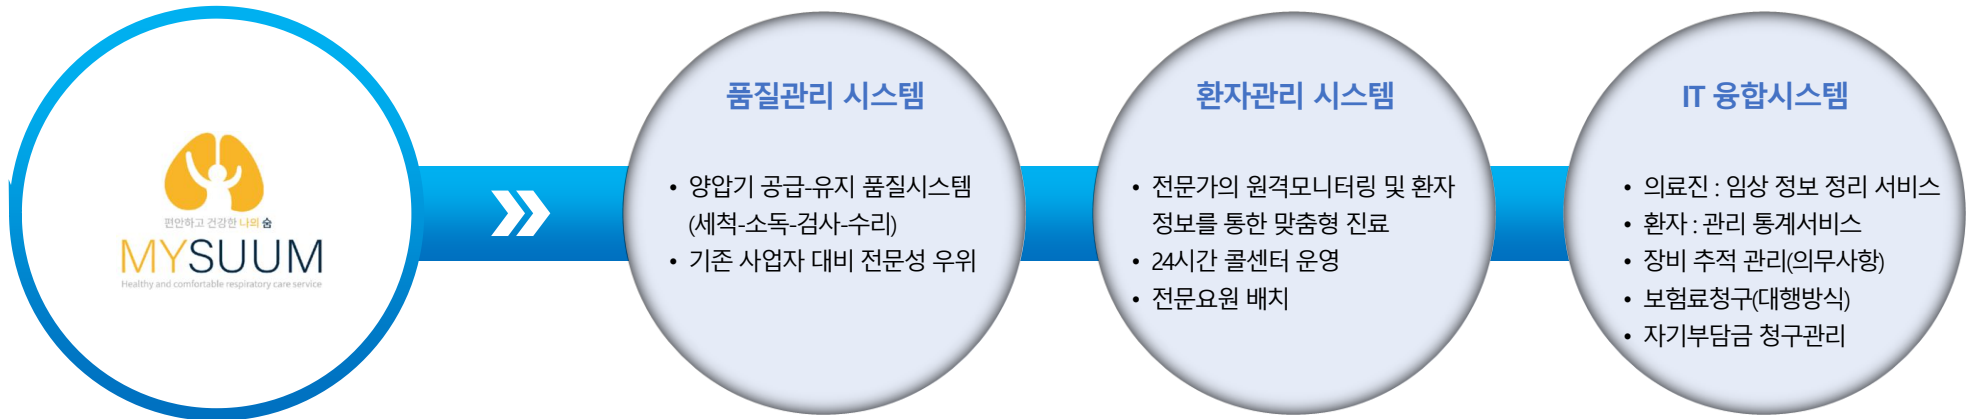 편안하고 건강한 나의 숨
MYSUUM
Healthy and comfortable respiratory care service
품질관리 시스템
• 양압기 공급-유지 품질시스템
(세척-소독-검사-수리)
• 기존 사업자 대비 전문성 우위
환자관리 시스템
• 전문가의 원격모니터링 및 환자
정보를 통한 맞춤형 진료
• 24시간 콜센터 운영
• 전문요원 배치
IT 융합시스템
• 의료진 : 임상 정보 정리 서비스
• 환자 : 관리 통계서비스
• 장비 추적 관리(의무사항)
• 보험료청구(대행방식)
• 자기부담금 청구관리